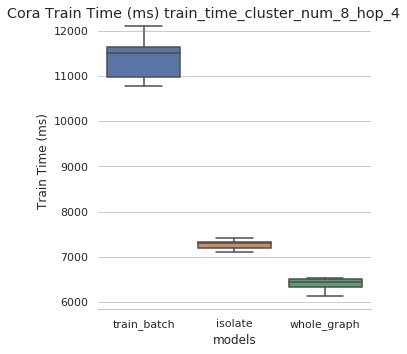 Cora Train Time (ms) train_time_cluster_num_8_hop_4
12000
11000
10000
9000
8000
7000
6000
Train Time (ms)
train_batch isolate whole_graph
models